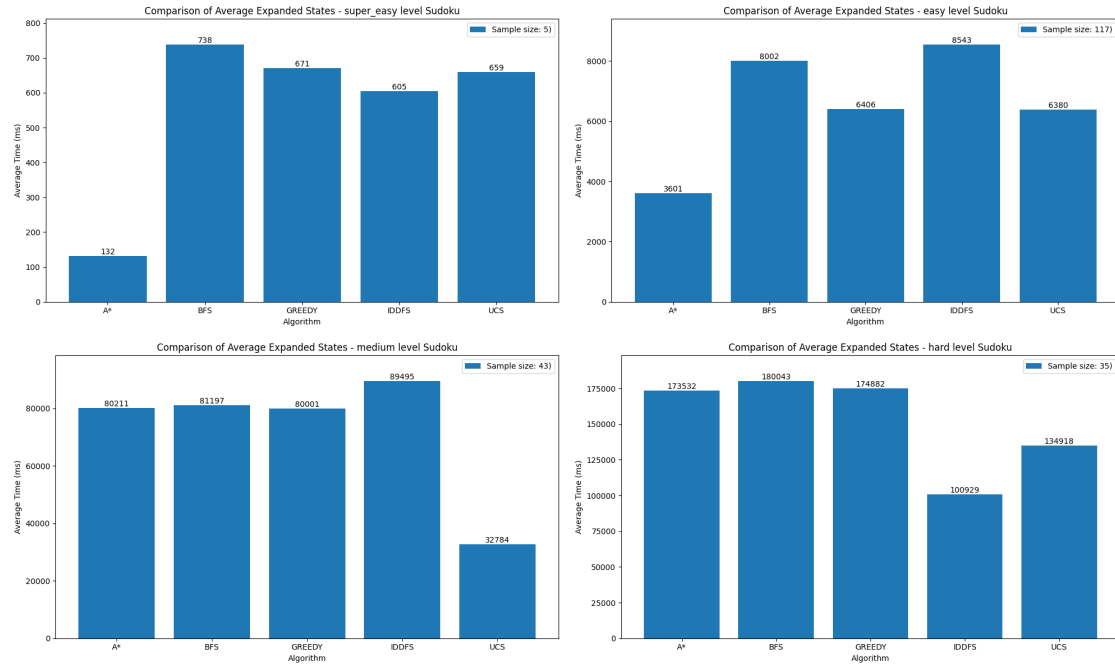 Comparison of Average Expanded States - super_easy level Sudoku
Sample size: 5)
Average Time (ms)
800
700
600
500
400
300
200
100
0
132
738
671
605
659
A* BFS GREEDY IDDFS UCS
Algorithm
Comparison of Average Expanded States - easy level Sudoku
Sample size: 117)
Average Time (ms)
8000
6000
4000
2000
0
3601
8002
6406
8543
6380
A* BFS GREEDY IDDFS UCS
Algorithm
Comparison of Average Expanded States - medium level Sudoku
Sample size: 43)
Average Time (ms)
80000
60000
40000
20000
0
80211
81197
80001
89495
32784
A* BFS GREEDY IDDFS UCS
Algorithm
Comparison of Average Expanded States - hard level Sudoku
Sample size: 35)
Average Time (ms)
175000
150000
125000
100000
75000
50000
25000
0
173532
180043
174882
100929
134918
A* BFS GREEDY IDDFS UCS
Algorithm